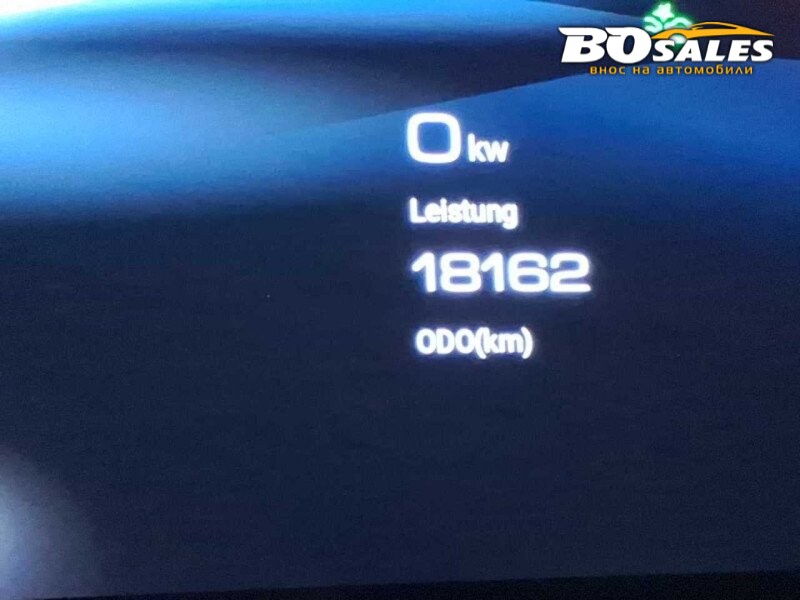 BOSALES
внос на автомобили
0 kw
Leistung
18162
ODO(km)